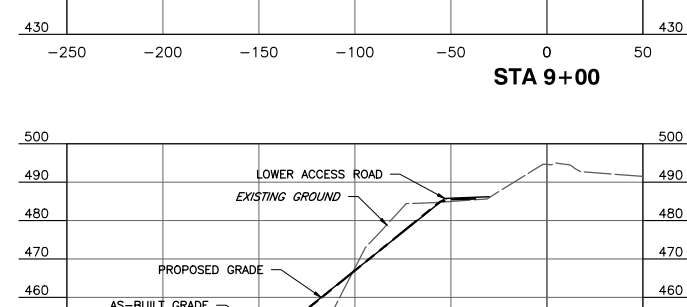 430 430
-250 -200 -150 -100 -50 0 50
STA 9+00
500 500
LOWER ACCESS ROAD
490 490
EXISTING GROUND
480 480
470 470
PROPOSED GRADE
460 460
AS-BUILT GRADE